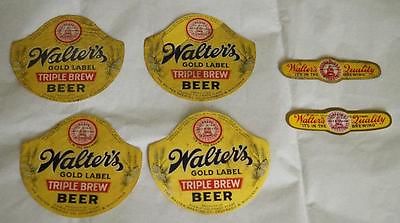 Walter's
GOLD LABEL
TRIPLE BREW
BEER
Walter's
GOLD LABEL
TRIPLE BREW
BEER
Walter's Quality
"IT'S IN THE BREWING"
Walter's
GOLD LABEL
TRIPLE BREW
BEER
Walter's
GOLD LABEL
TRIPLE BREW
BEER
Walter's Quality
"IT'S IN THE BREWING"